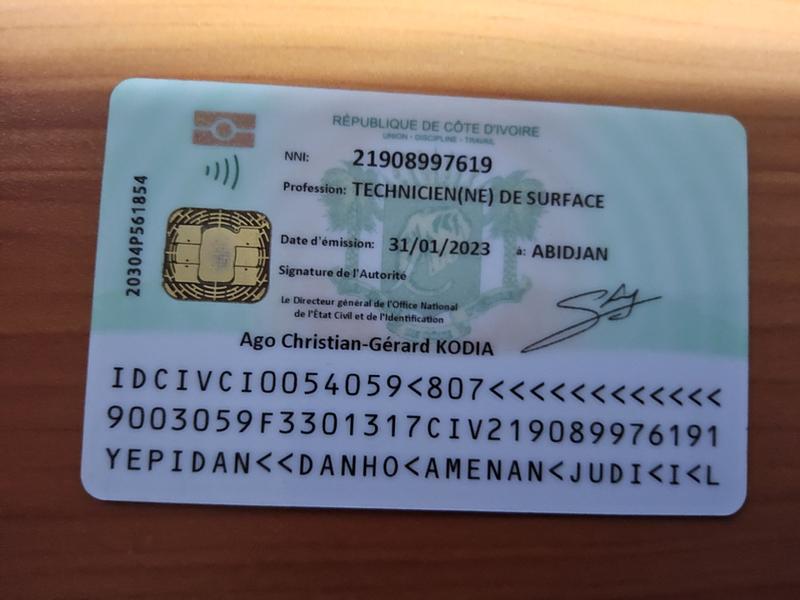 RÉPUBLIQUE DE CÔTE D'IVOIRE
UNION - DISCIPLINE - TRAVAIL
NNI: 21908997619
Profession: TECHNICIEN(NE) DE SURFACE
20304P561854
Date d'émission: 31/01/2023 à: ABIDJAN
Signature de l'Autorité
Le Directeur général de l'Office National
de l'État Civil et de l'Identification
Ago Christian-Gérard KODIA
IDCIVCI0054059<807<<<<<<<<<<<<
9003059F3301317CIV219089976191
YEPIDAN<<DANHO<AMENAN<JUDI<I<L